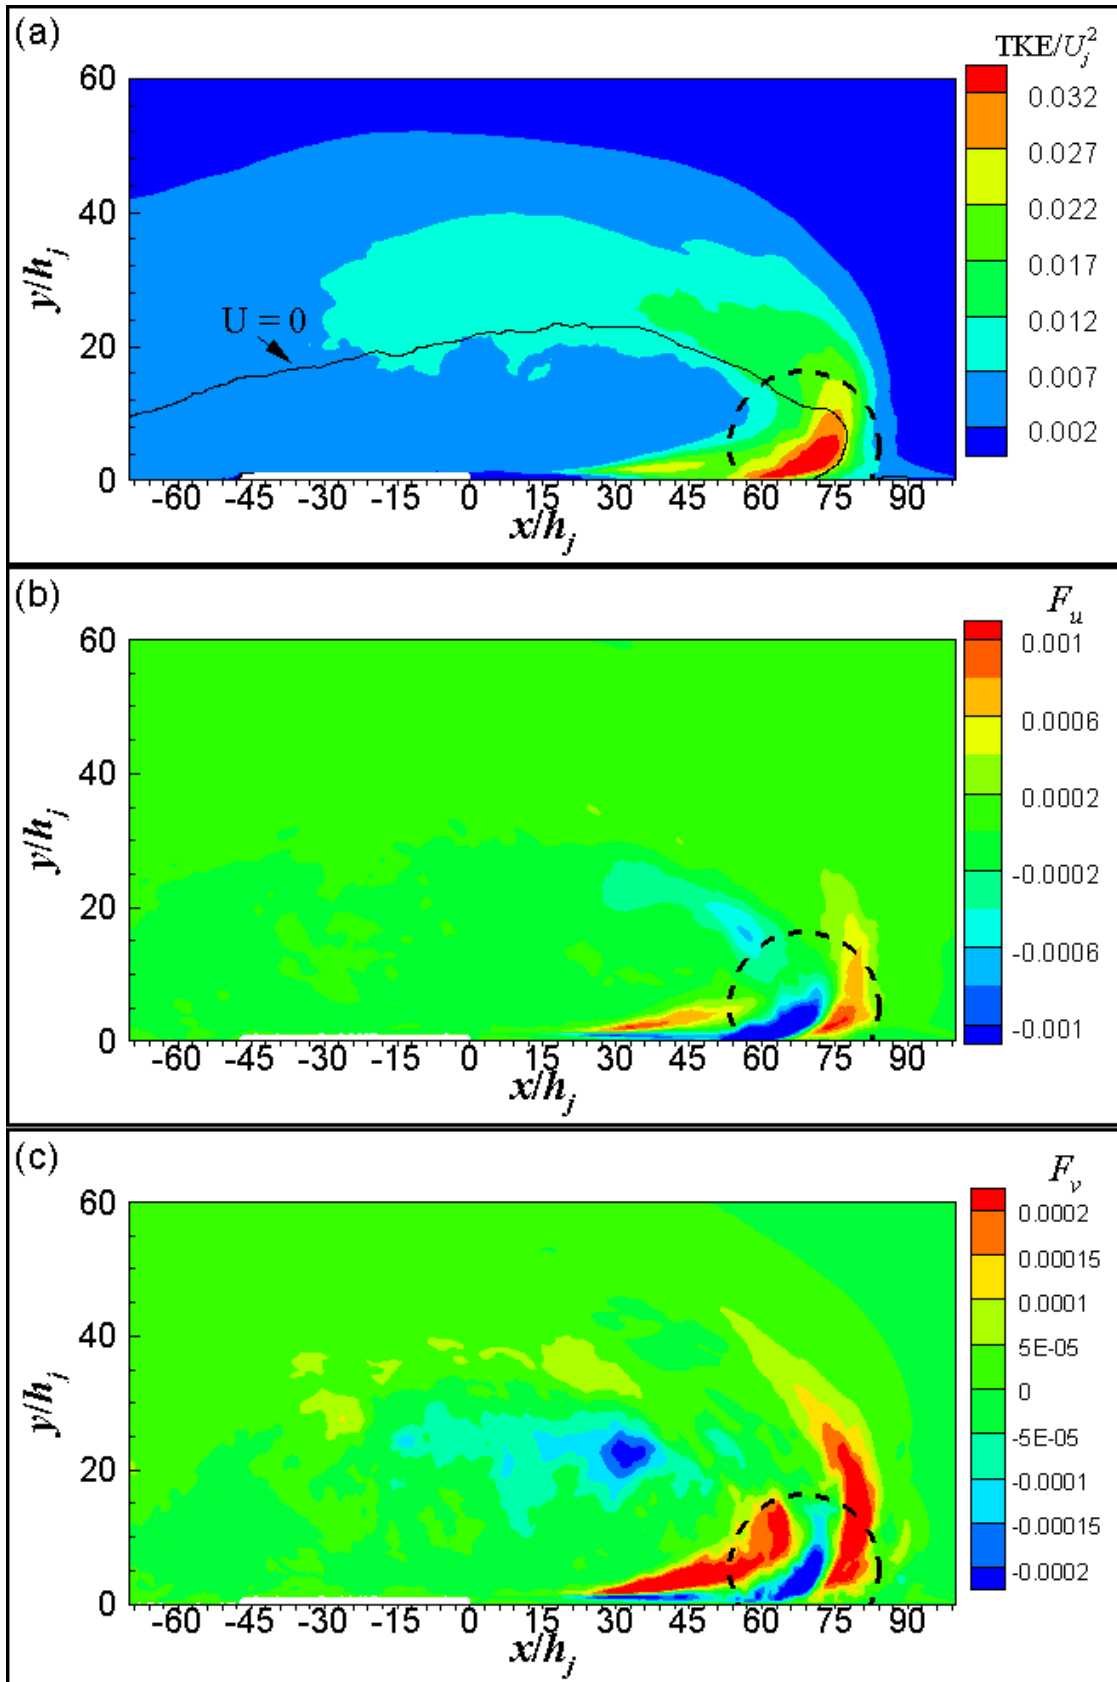 (a)
TKE/U_j^2
60
40
20
0
y/h_j
U = 0
0.032
0.027
0.022
0.017
0.012
0.007
0.002
-60 -45 -30 -15 0 15 30 45 60 75 90
x/h_j
(b)
F_u
60
40
20
0
y/h_j
0.001
0.0006
0.0002
-0.0002
-0.0006
-0.001
-60 -45 -30 -15 0 15 30 45 60 75 90
x/h_j
(c)
F_v
60
40
20
0
y/h_j
0.0002
0.00015
0.0001
5E-05
0
-5E-05
-0.0001
-0.00015
-0.0002
-60 -45 -30 -15 0 15 30 45 60 75 90
x/h_j